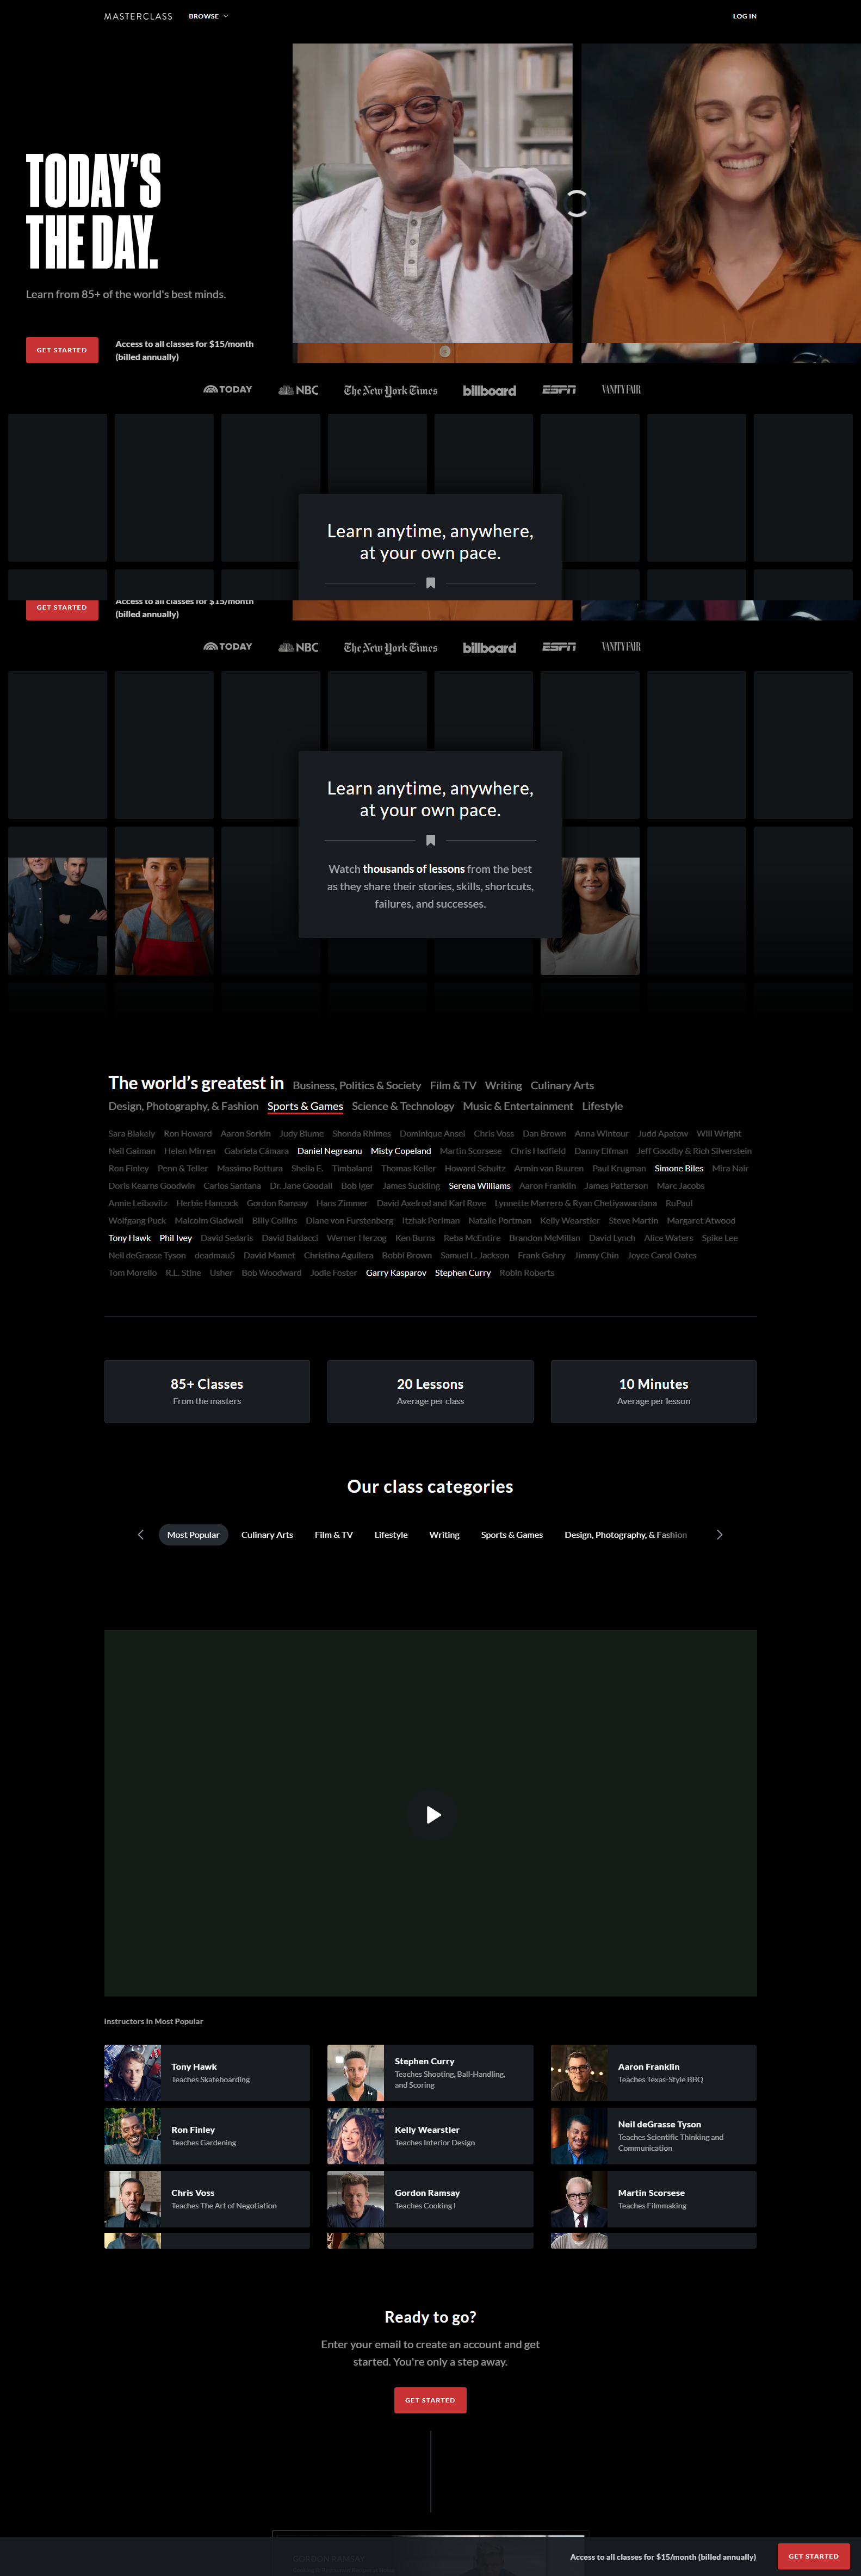 MASTERCLASS BROWSE LOG IN
TODAY'S
THE DAY.
Learn from 85+ of the world's best minds.
GET STARTED
Access to all classes for $15/month
(billed annually)
TODAY NBC The New York Times billboard ESPN VANITY FAIR
Learn anytime, anywhere,
at your own pace.
GET STARTED
Access to all classes for $15/month
(billed annually)
TODAY NBC The New York Times billboard ESPN VANITY FAIR
Learn anytime, anywhere,
at your own pace.
Watch thousands of lessons from the best
as they share their stories, skills, shortcuts,
failures, and successes.
The world's greatest in Business, Politics & Society Film & TV Writing Culinary Arts
Design, Photography, & Fashion Sports & Games Science & Technology Music & Entertainment Lifestyle
Sara Blakely Ron Howard Aaron Sorkin Judy Blume Shonda Rhimes Dominique Ansel Chris Voss Dan Brown Anna Wintour Judd Apatow Will Wright
Neil Gaiman Helen Mirren Gabriela Cámara Daniel Negreanu Misty Copeland Martin Scorsese Chris Hadfield Danny Elfman Jeff Goodby & Rich Silverstein
Ron Finley Penn & Teller Massimo Bottura Sheila E. Timbaland Thomas Keller Howard Schultz Armin van Buuren Paul Krugman Simone Biles Mira Nair
Doris Kearns Goodwin Carlos Santana Dr. Jane Goodall Bob Iger James Suckling Serena Williams Aaron Franklin James Patterson Marc Jacobs
Annie Leibovitz Herbie Hancock Gordon Ramsay Hans Zimmer David Axelrod and Karl Rove Lynnette Marrero & Ryan Chetiyawardana RuPaul
Wolfgang Puck Malcolm Gladwell Billy Collins Diane von Furstenberg Itzhak Perlman Natalie Portman Kelly Wearstler Steve Martin Margaret Atwood
Tony Hawk Phil Ivey David Sedaris David Baldacci Werner Herzog Ken Burns Reba McEntire Brandon McMillan David Lynch Alice Waters Spike Lee
Neil deGrasse Tyson deadmau5 David Mamet Christina Aguilera Bobbi Brown Samuel L. Jackson Frank Gehry Jimmy Chin Joyce Carol Oates
Tom Morello R.L. Stine Usher Bob Woodward Jodie Foster Garry Kasparov Stephen Curry Robin Roberts
85+ Classes
From the masters
20 Lessons
Average per class
10 Minutes
Average per lesson
Our class categories
Most Popular Culinary Arts Film & TV Lifestyle Writing Sports & Games Design, Photography, & Fashion
Instructors in Most Popular
Tony Hawk
Teaches Skateboarding
Stephen Curry
Teaches Shooting, Ball-Handling,
and Scoring
Aaron Franklin
Teaches Texas-Style BBQ
Ron Finley
Teaches Gardening
Kelly Wearstler
Teaches Interior Design
Neil deGrasse Tyson
Teaches Scientific Thinking and
Communication
Chris Voss
Teaches The Art of Negotiation
Gordon Ramsay
Teaches Cooking I
Martin Scorsese
Teaches Filmmaking
Ready to go?
Enter your email to create an account and get
started. You're only a step away.
GET STARTED
GORDON RAMSAY
Access to all classes for $15/month (billed annually)
GET STARTED